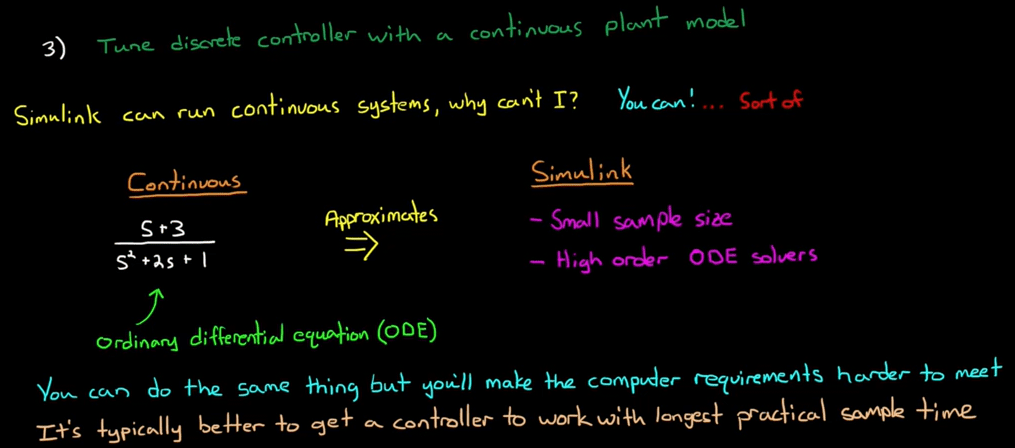 3) Tune discrete controller with a continuous plant model
Simulink can run continuous systems, why can't I? You can! ... Sort of
Continuous
Simulink
S+3
S²+2s+1
Approximates
⇒
- Small sample size
- High order ODE solvers
Ordinary differential equation (ODE)
You can do the same thing but you'll make the computer requirements harder to meet
It's typically better to get a controller to work with longest practical sample time